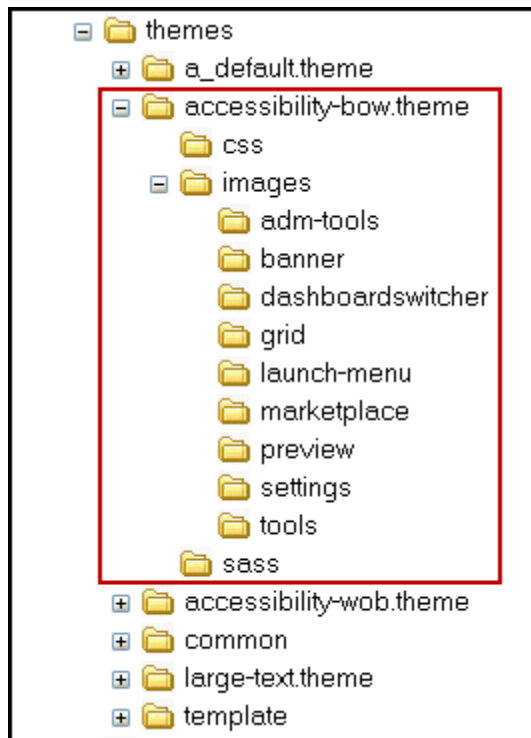 themes
a_default.theme
accessibility-bow.theme
css
images
adm-tools
banner
dashboardswitcher
grid
launch-menu
marketplace
preview
settings
tools
sass
accessibility-wob.theme
common
large-text.theme
template